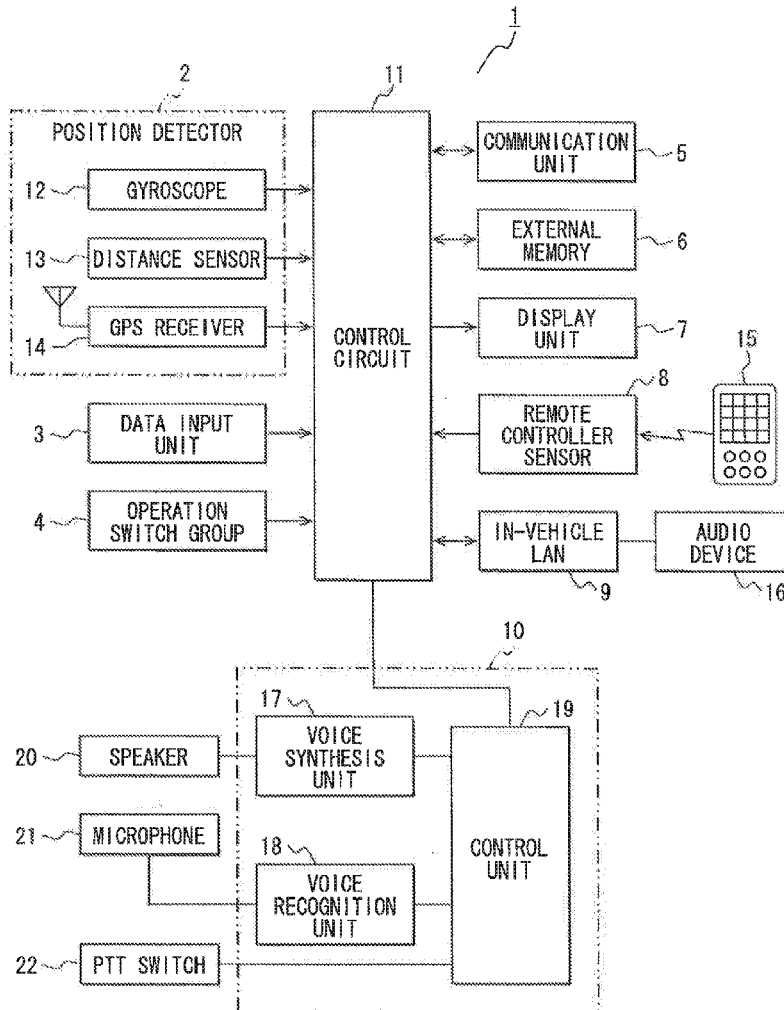 1
2
11
POSITION DETECTOR
12
GYROSCOPE
13
DISTANCE SENSOR
14
GPS RECEIVER
3
DATA INPUT
UNIT
4
OPERATION
SWITCH GROUP
CONTROL
CIRCUIT
COMMUNICATION
UNIT
5
EXTERNAL
MEMORY
6
DISPLAY
UNIT
7
8
REMOTE
CONTROLLER
SENSOR
15
IN-VEHICLE
LAN
9
AUDIO
DEVICE
16
10
17
VOICE
SYNTHESIS
UNIT
19
20
SPEAKER
21
MICROPHONE
18
VOICE
RECOGNITION
UNIT
CONTROL
UNIT
22
PTT SWITCH